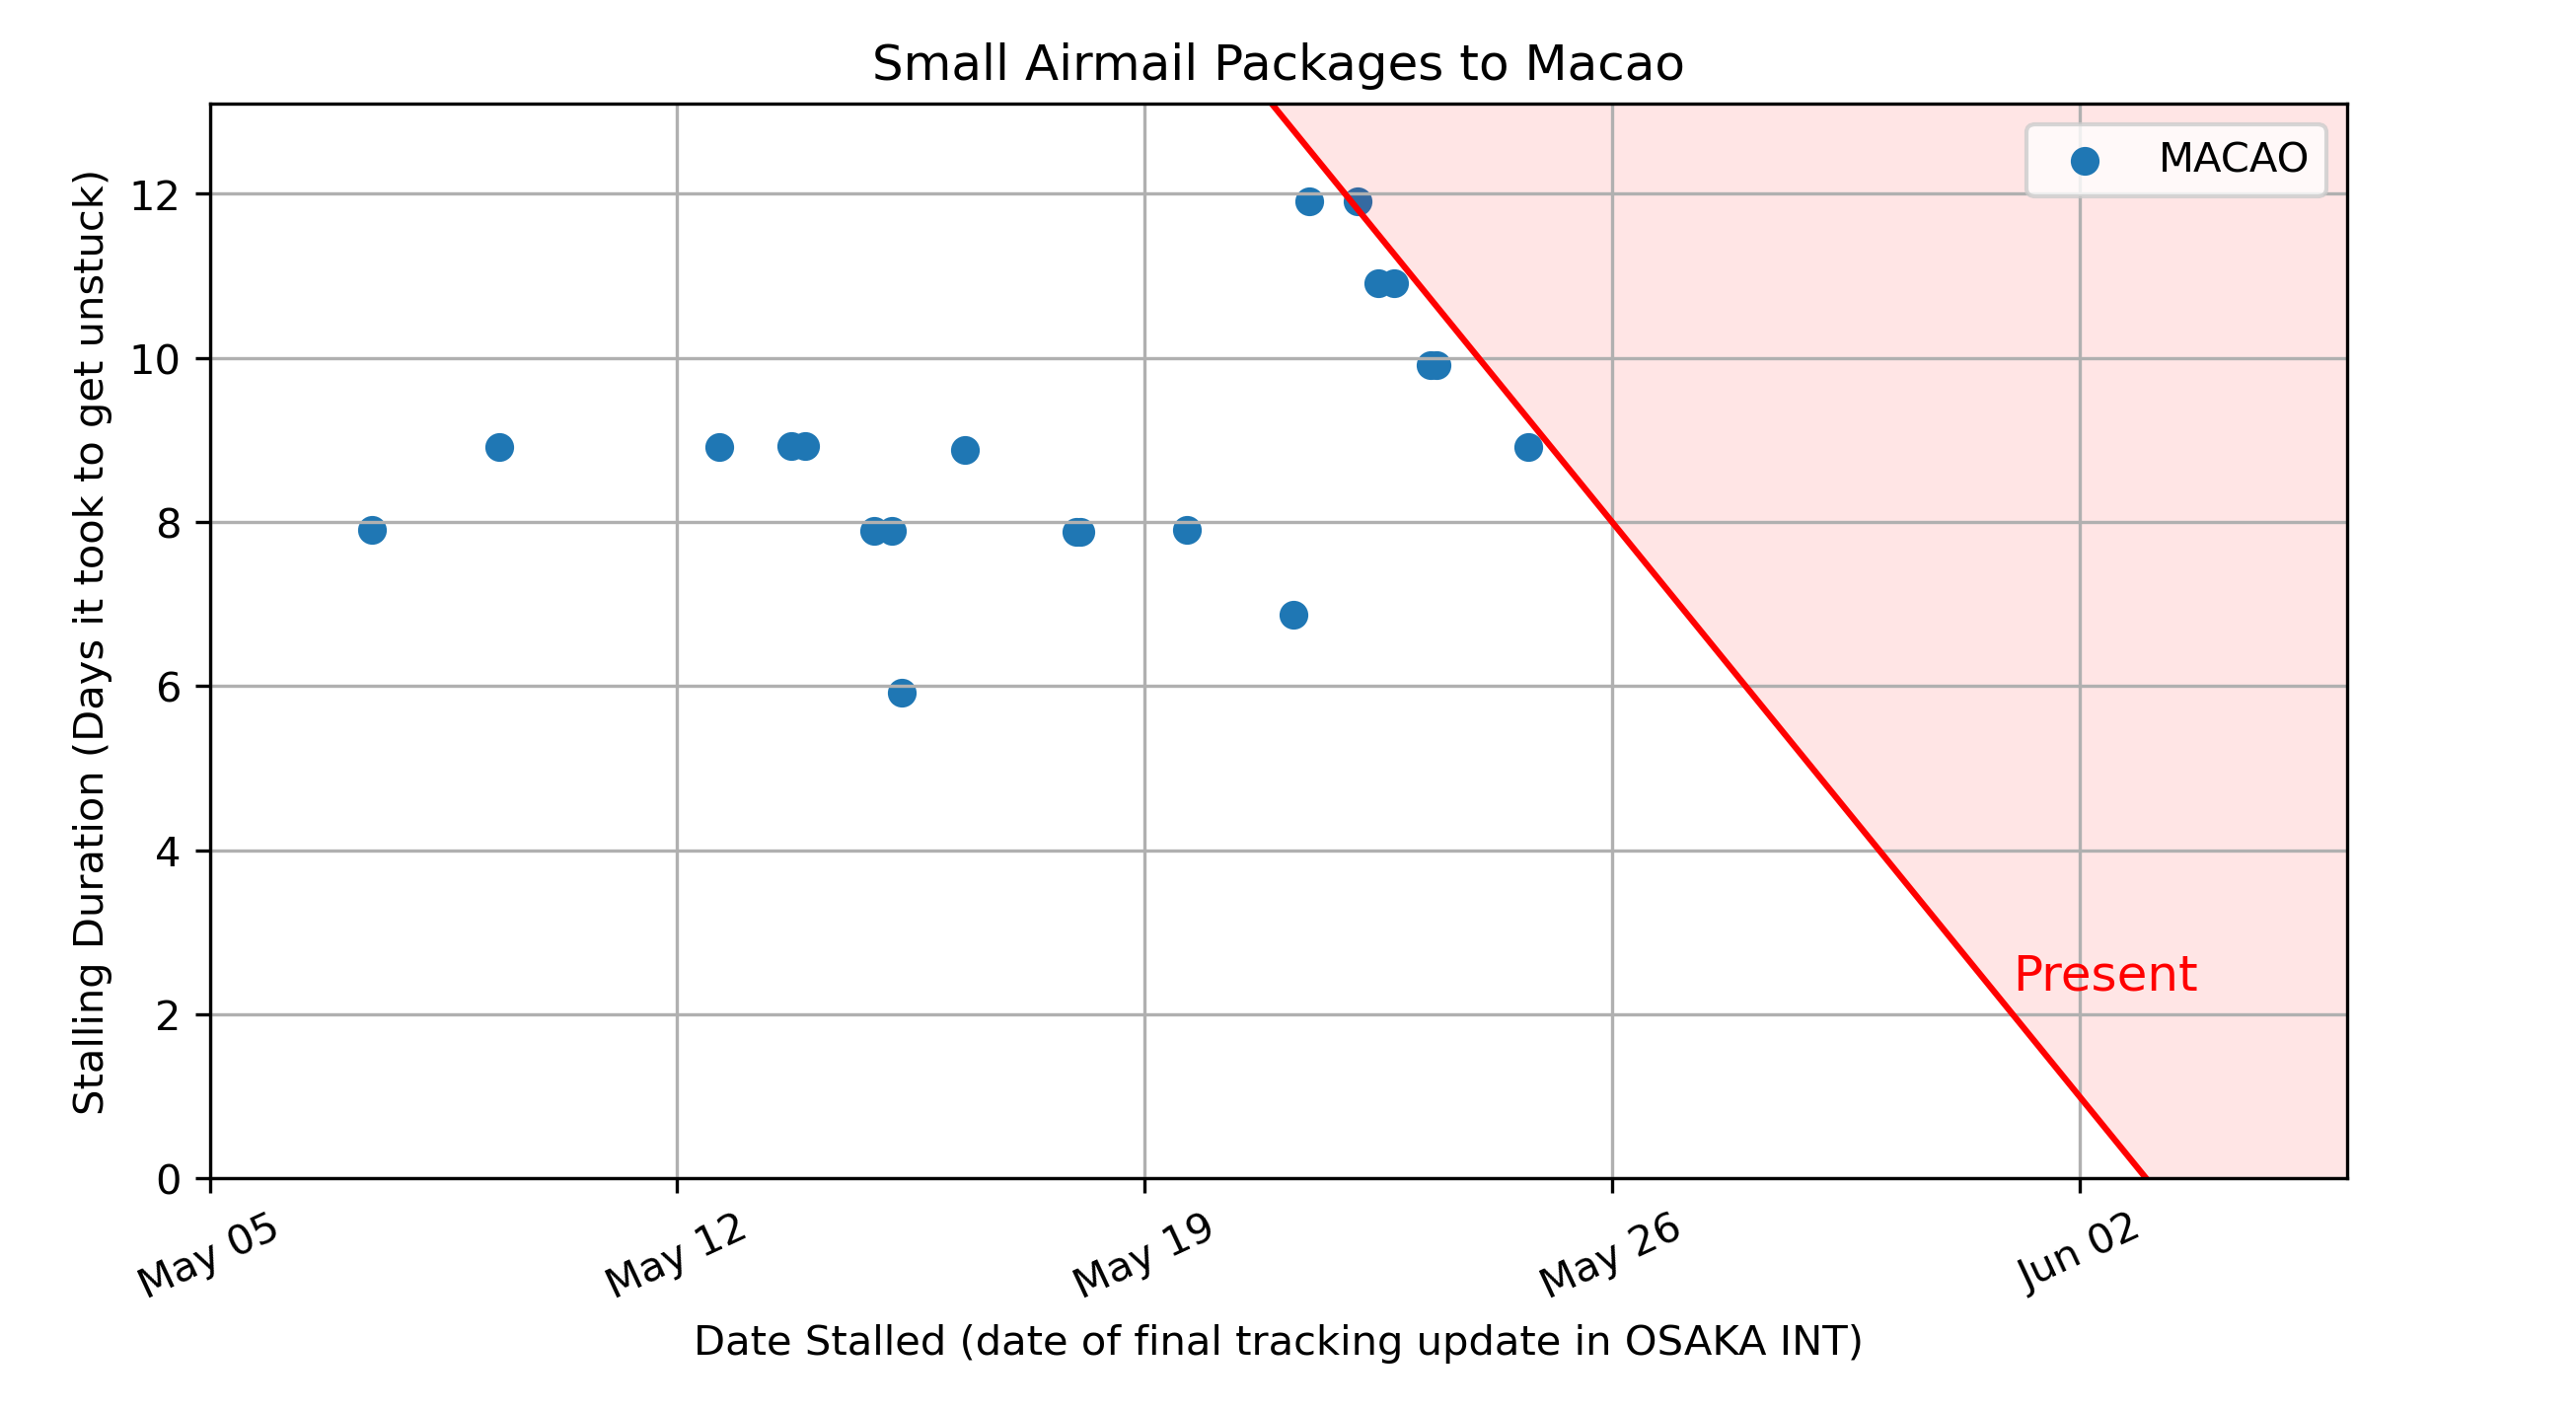 Small Airmail Packages to Macao
MACAO
Stalling Duration (Days it took to get unstuck)
12
10
8
6
4
2
0
Present
May 05
May 12
May 19
May 26
Jun 02
Date Stalled (date of final tracking update in OSAKA INT)